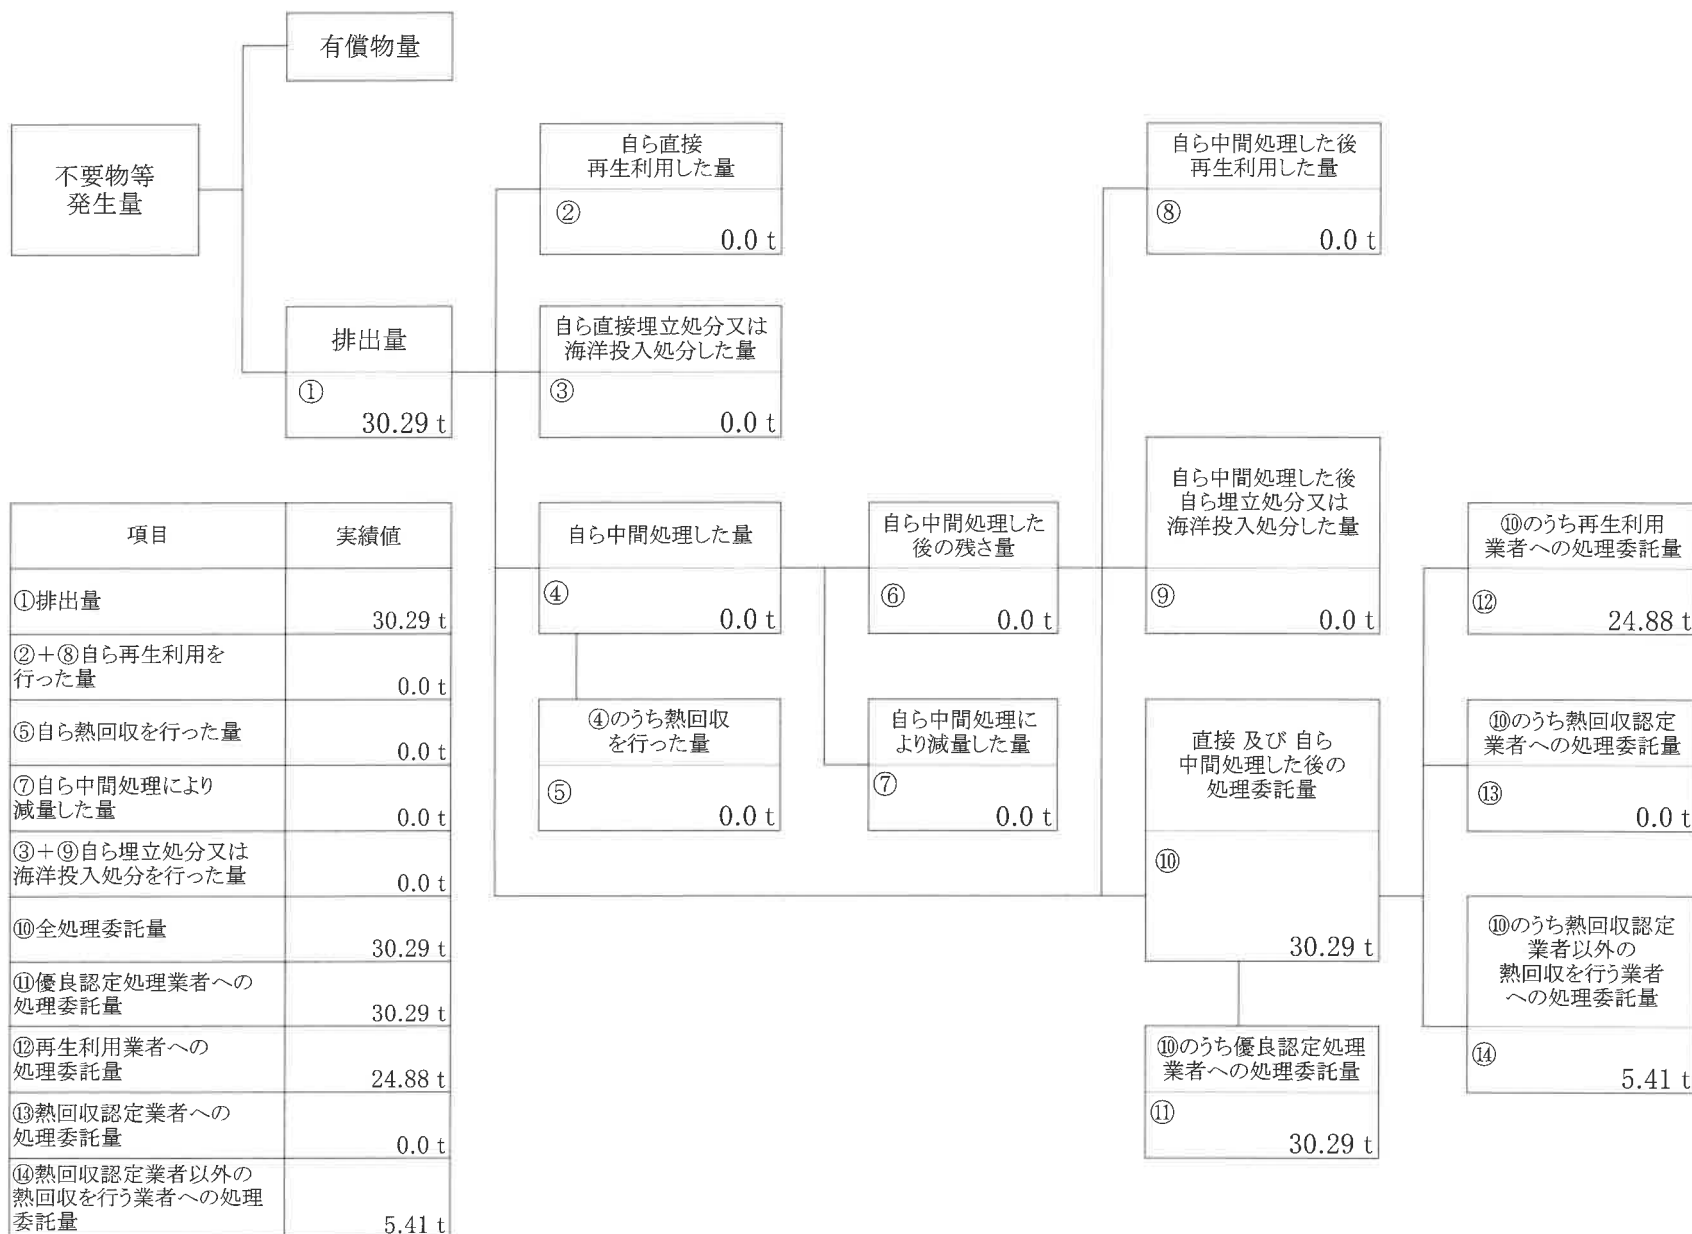 有償物量
不要物等
発生量
自ら直接
再生利用した量
②
0.0 t
自ら中間処理した後
再生利用した量
⑧
0.0 t
排出量
①
30.29 t
自ら直接埋立処分又は
海洋投入処分した量
③
0.0 t
自ら中間処理した量
④
0.0 t
自ら中間処理した
後の残さ量
⑥
0.0 t
自ら中間処理した後
自ら埋立処分又は
海洋投入処分した量
⑨
0.0 t
⑩のうち再生利用
業者への処理委託量
⑫
24.88 t
④のうち熱回収
を行った量
⑤
0.0 t
自ら中間処理に
より減量した量
⑦
0.0 t
直接 及び 自ら
中間処理した後の
処理委託量
⑩
30.29 t
⑩のうち熱回収認定
業者への処理委託量
⑬
0.0 t
⑩のうち熱回収認定
業者以外の
熱回収を行う業者
への処理委託量
⑭
5.41 t
⑩のうち優良認定処理
業者への処理委託量
⑪
30.29 t
項目 実績値
①排出量
30.29 t
②+⑧自ら再生利用を
行った量
0.0 t
⑤自ら熱回収を行った量
0.0 t
⑦自ら中間処理により
減量した量
0.0 t
③+⑨自ら埋立処分又は
海洋投入処分を行った量
0.0 t
⑩全処理委託量
30.29 t
⑪優良認定処理業者への
処理委託量
30.29 t
⑫再生利用業者への
処理委託量
24.88 t
⑬熱回収認定業者への
処理委託量
0.0 t
⑭熱回収認定業者以外の
熱回収を行う業者への処理
委託量
5.41 t